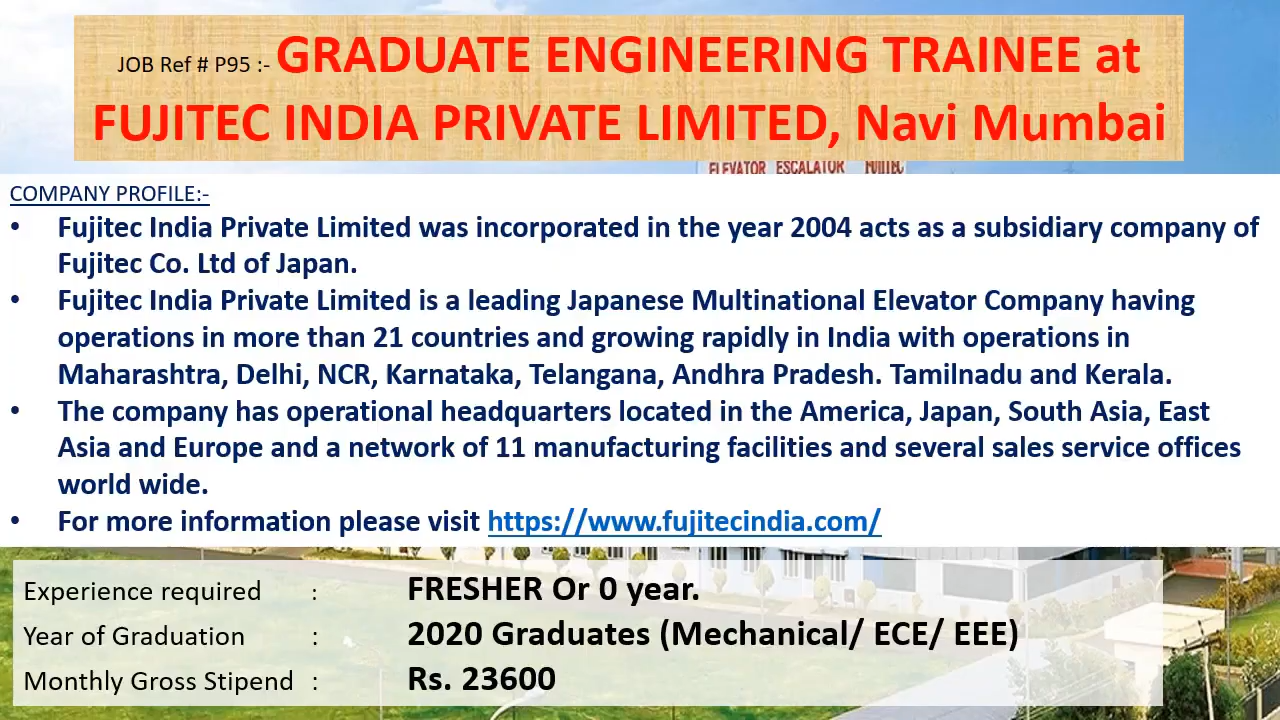 JOB Ref # P95 :- GRADUATE ENGINEERING TRAINEE at
FUJITEC INDIA PRIVATE LIMITED, Navi Mumbai
ELEVATOR ESCALATOR FUJITEC
COMPANY PROFILE:-
• Fujitec India Private Limited was incorporated in the year 2004 acts as a subsidiary company of
Fujitec Co. Ltd of Japan.
• Fujitec India Private Limited is a leading Japanese Multinational Elevator Company having
operations in more than 21 countries and growing rapidly in India with operations in
Maharashtra, Delhi, NCR, Karnataka, Telangana, Andhra Pradesh. Tamilnadu and Kerala.
• The company has operational headquarters located in the America, Japan, South Asia, East
Asia and Europe and a network of 11 manufacturing facilities and several sales service offices
world wide.
• For more information please visit https://www.fujitecindia.com/
Experience required : FRESHER Or 0 year.
Year of Graduation : 2020 Graduates (Mechanical/ ECE/ EEE)
Monthly Gross Stipend : Rs. 23600